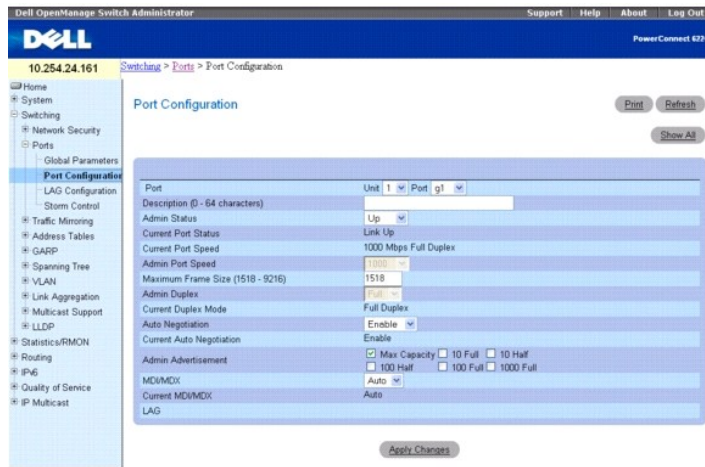 Dell OpenManage Switch Administrator Support Help About Log Out
DELL
PowerConnect 622
10.254.24.161
Switching > Ports > Port Configuration
Home
System
Switching
Network Security
Ports
Global Parameters
Port Configuration
LAG Configuration
Storm Control
Traffic Mirroring
Address Tables
GARP
Spanning Tree
VLAN
Link Aggregation
Multicast Support
LLDP
Statistics/RMON
Routing
IPv6
Quality of Service
IP Multicast
Port Configuration
Print Refresh
Show All
Port Unit 1 Port g1
Description (0 - 64 characters)
Admin Status Up
Current Port Status Link Up
Current Port Speed 1000 Mbps Full Duplex
Admin Port Speed 1000
Maximum Frame Size (1518 - 9216) 1518
Admin Duplex Full
Current Duplex Mode Full Duplex
Auto Negotiation Enable
Current Auto Negotiation Enable
Admin Advertisement Max Capacity 10 Full 10 Half
100 Half 100 Full 1000 Full
MDI/MDX Auto
Current MDI/MDX Auto
LAG
Apply Changes